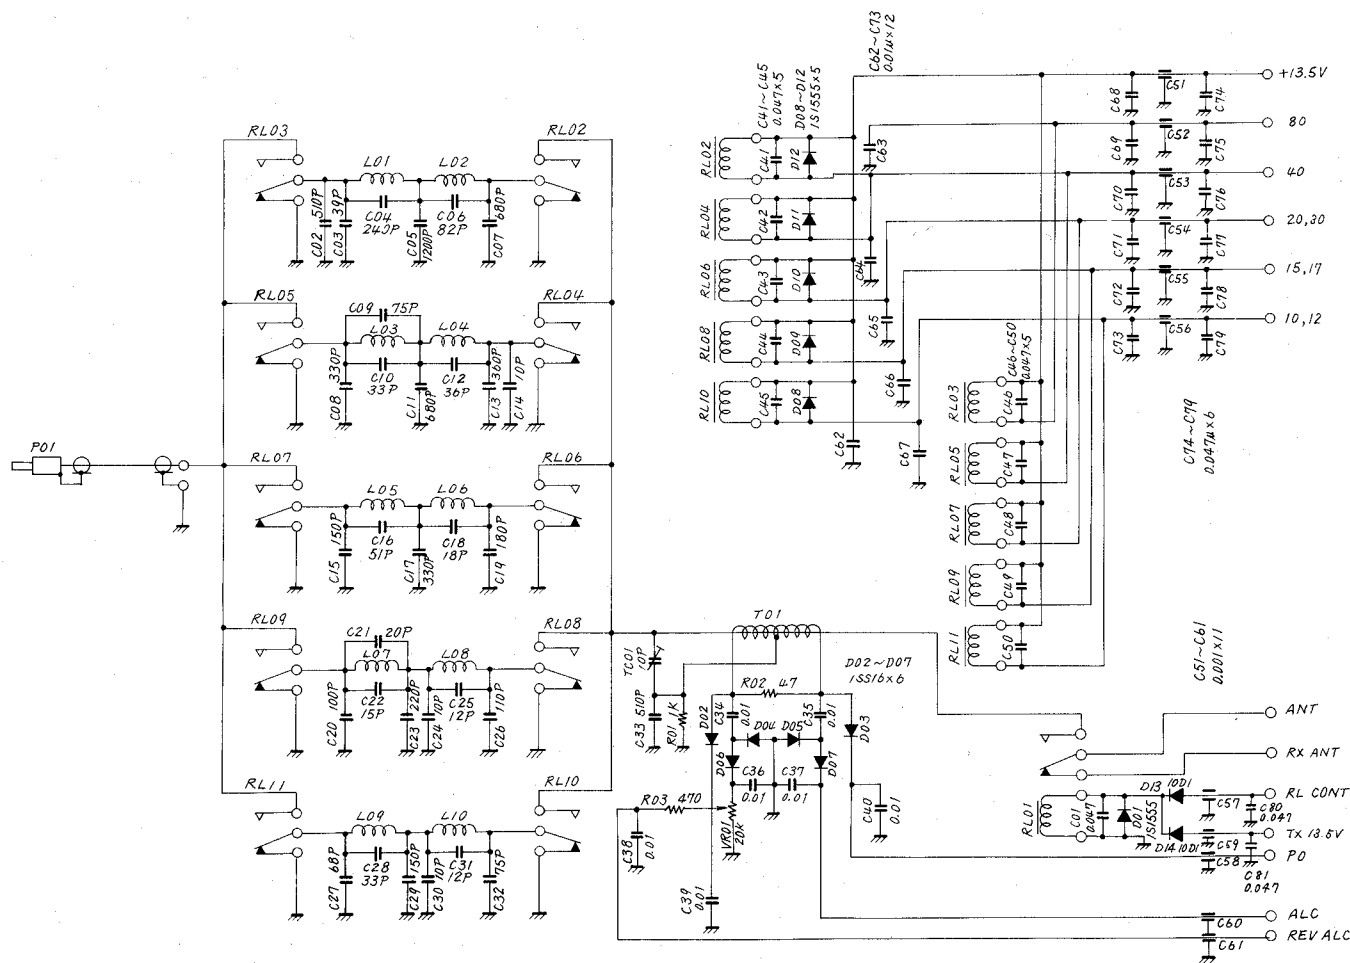 C62~C73
0.01μ×12
C41~C45
0.047×5
D08~D12
1S1555×5
+13.5V
C68
C51
C74
RL03
RL02
80
C69
C52
C75
RL02
C41
D12
C63
L01
L02
40
C70
C53
C76
C02
510P
C03
39P
C04
240P
C05
1200P
C06
82P
C07
680P
RL04
C42
D11
C64
20,30
C71
C54
C77
RL06
C43
D10
C65
15,17
C72
C55
C78
RL05
RL04
C09
75P
L03
L04
10,12
C73
C56
C79
RL08
C44
D09
C66
C08
330P
C10
33P
C11
680P
C12
36P
C13
360P
C14
10P
RL10
C45
D08
C62
C67
C46~C50
0.047×5
RL03
C46
C74~C79
0.047μ×6
P01
RL07
RL06
RL05
C47
L05
L06
RL07
C48
C15
150P
C16
51P
C17
330P
C18
18P
C19
180P
RL09
C49
RL09
RL08
C21
20P
L07
L08
T01
RL11
C50
C51~C61
0.001×11
C20
100P
C22
15P
C23
220P
C24
10P
C25
12P
C26
110P
TC01
10P
C33
510P
R01
1K
R02
47
D02~D07
1SS16×6
D02
C34
0.01
D04
D05
C35
0.01
D03
ANT
RX ANT
D06
D07
C36
0.01
C37
0.01
C40
0.01
RL11
RL10
R03
470
VR01
20K
C38
0.01
RL01
C01
0.047
D01
1S1555
D13
10D1
D14
10D1
C57
C80
0.047
RL CONT
C59
TX 13.5V
C58
C81
0.047
PO
L09
L10
C27
68P
C28
33P
C29
150P
C30
10P
C31
12P
C32
75P
C39
0.01
C60
ALC
C61
REV ALC